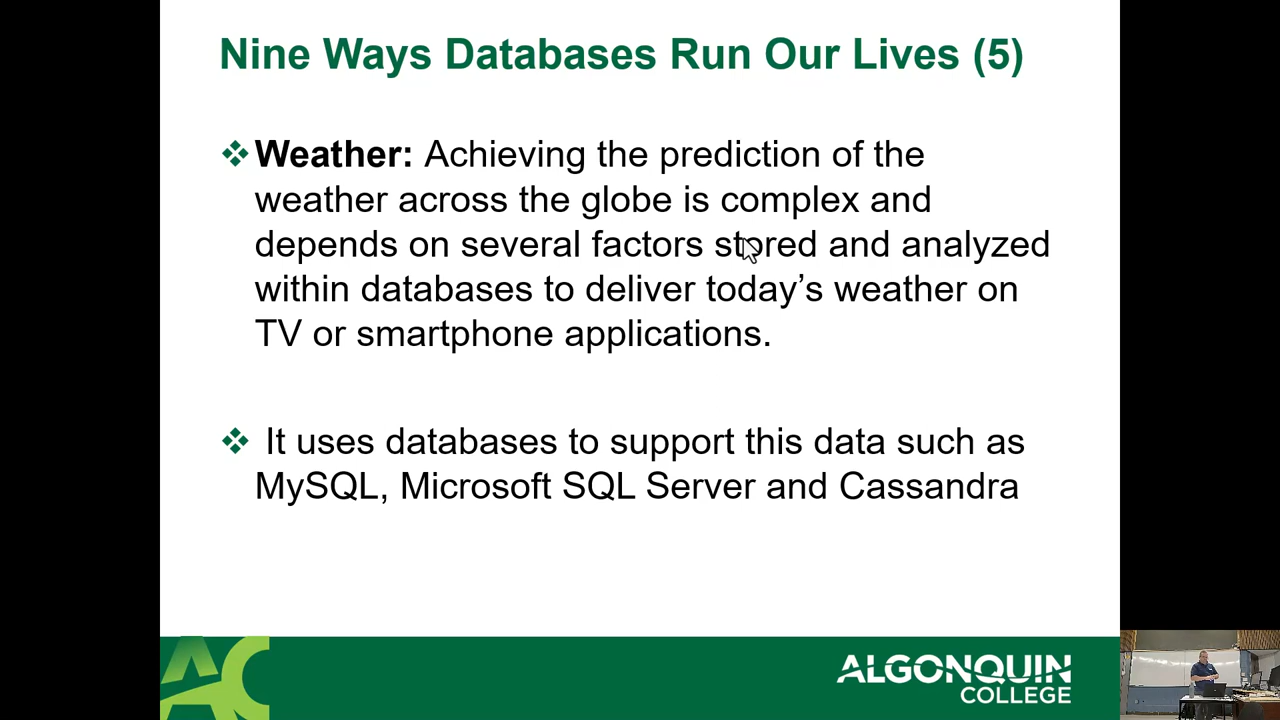 Nine Ways Databases Run Our Lives (5)
❖ Weather: Achieving the prediction of the
weather across the globe is complex and
depends on several factors stored and analyzed
within databases to deliver today’s weather on
TV or smartphone applications.
❖ It uses databases to support this data such as
MySQL, Microsoft SQL Server and Cassandra
AC
ALGONQUIN
COLLEGE